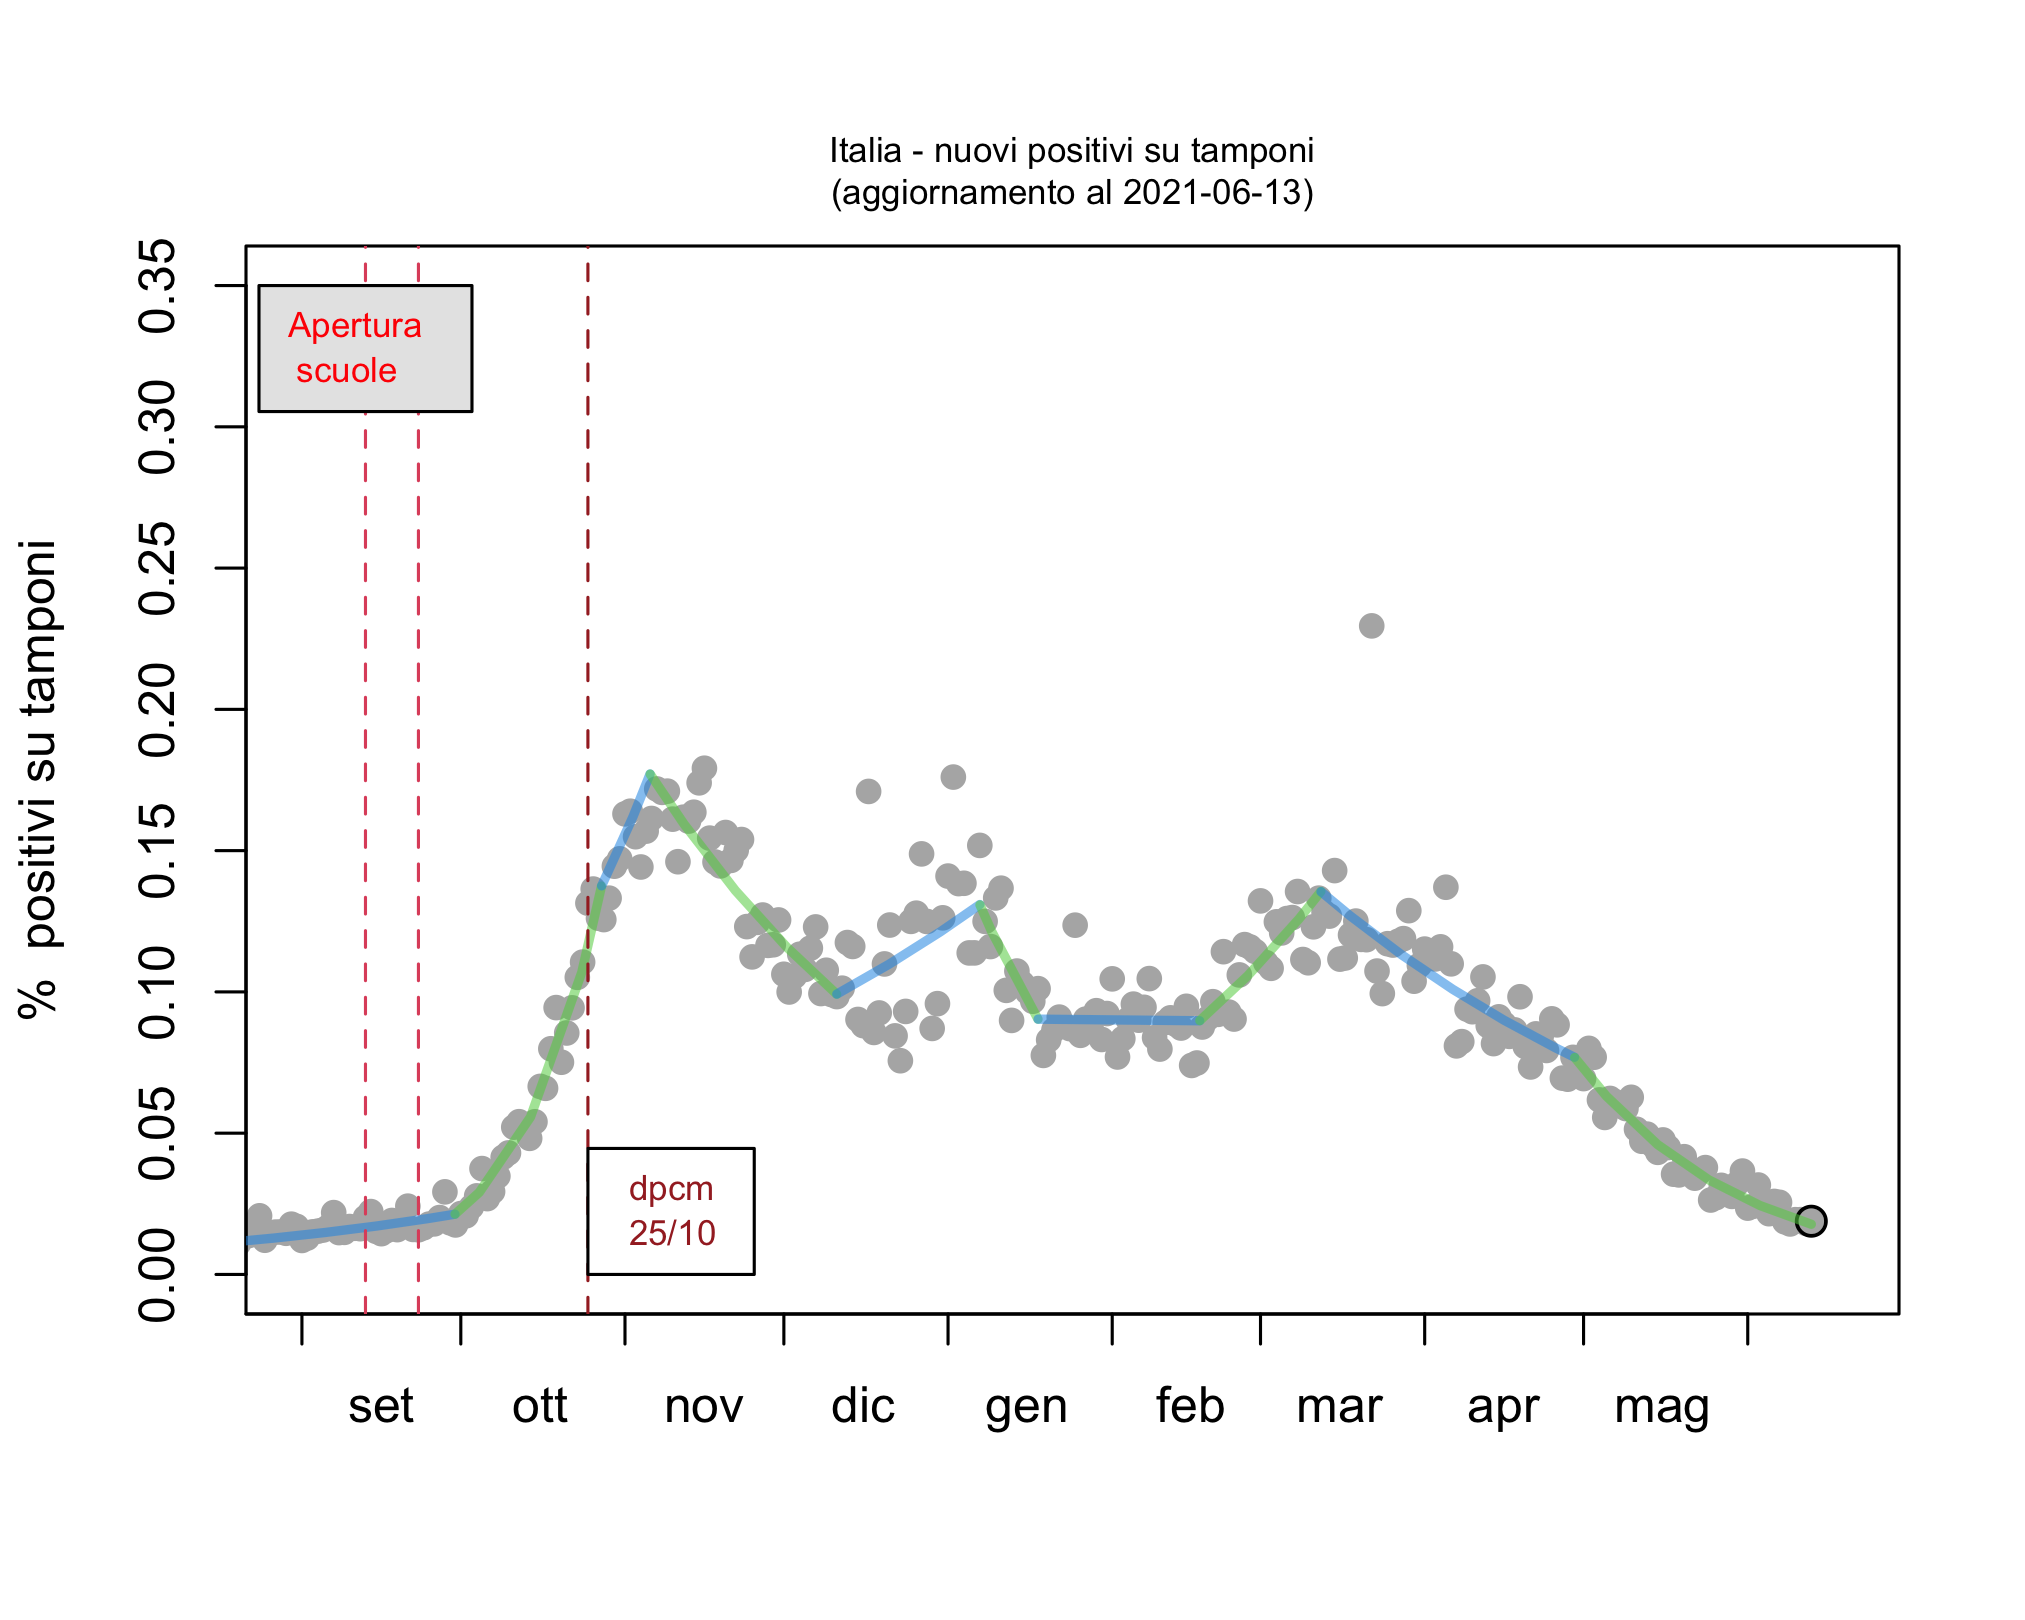 Italia - nuovi positivi su tamponi
(aggiornamento al 2021-06-13)
% positivi su tamponi
0.35
0.30
0.25
0.20
0.15
0.10
0.05
0.00
Apertura
scuole
dpcm
25/10
set ott nov dic gen feb mar apr mag